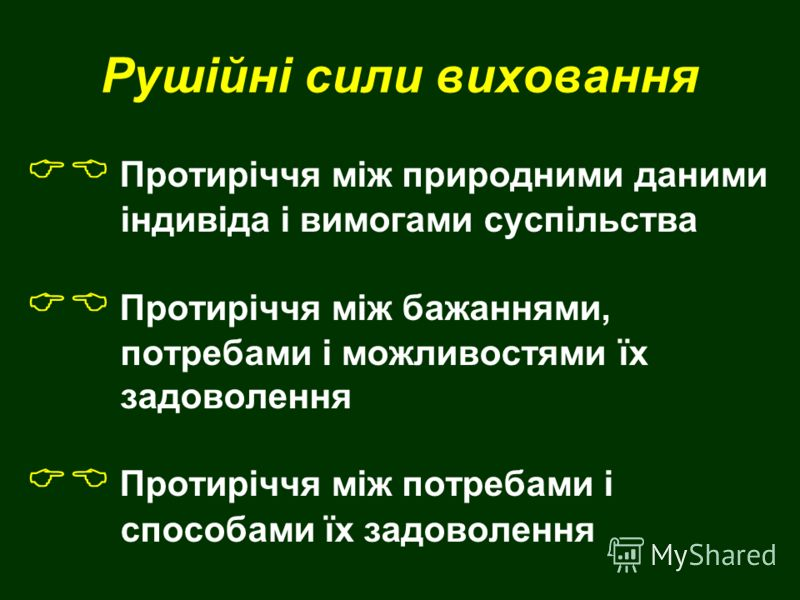 Рушійні сили виховання
Протиріччя між природними даними
індивіда і вимогами суспільства
Протиріччя між бажаннями,
потребами і можливостями їх
задоволення
Протиріччя між потребами і
способами їх задоволення
MyShared